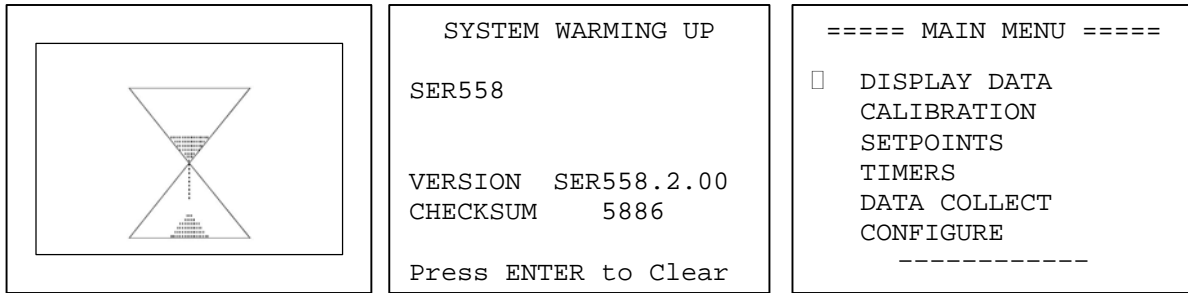 SYSTEM WARMING UP
SER558
VERSION SER558.2.00
CHECKSUM 5886
Press ENTER to Clear
===== MAIN MENU =====
DISPLAY DATA
CALIBRATION
SETPOINTS
TIMERS
DATA COLLECT
CONFIGURE
------------